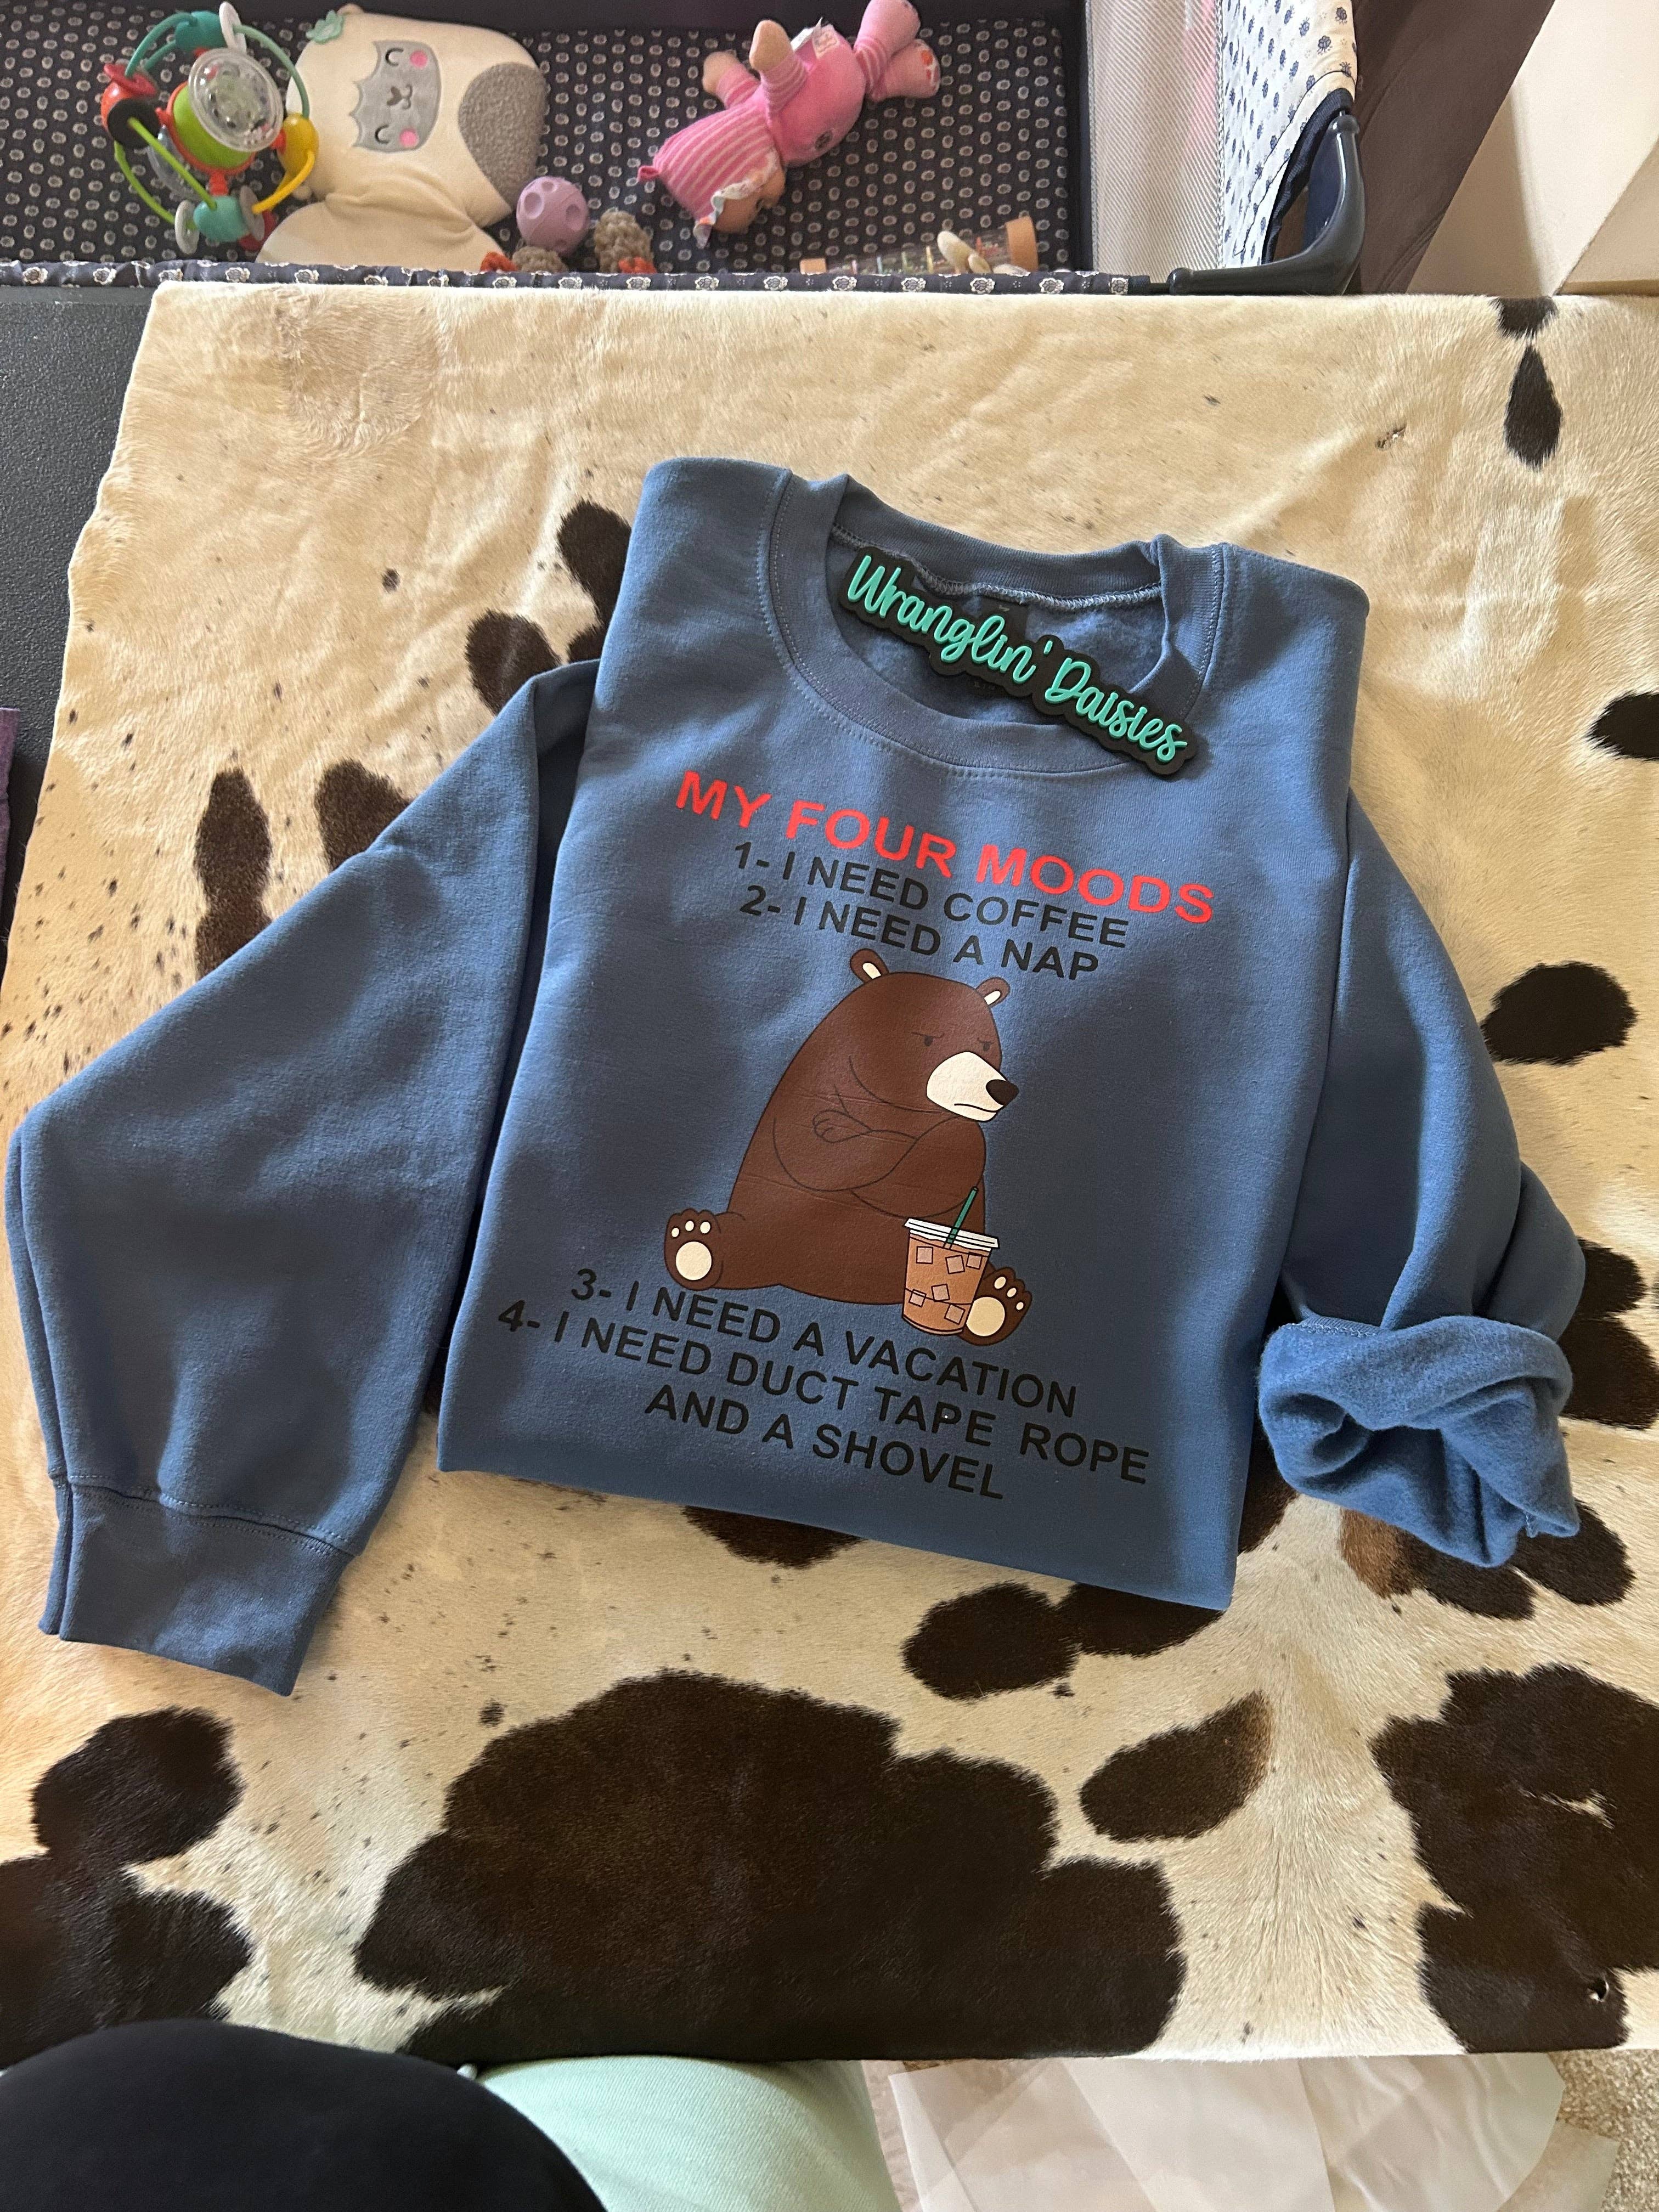 Wranglin' Daisies
MY FOUR MOODS
1- I NEED COFFEE
2- I NEED A NAP
3- I NEED A VACATION
4- I NEED DUCT TAPE ROPE
AND A SHOVEL